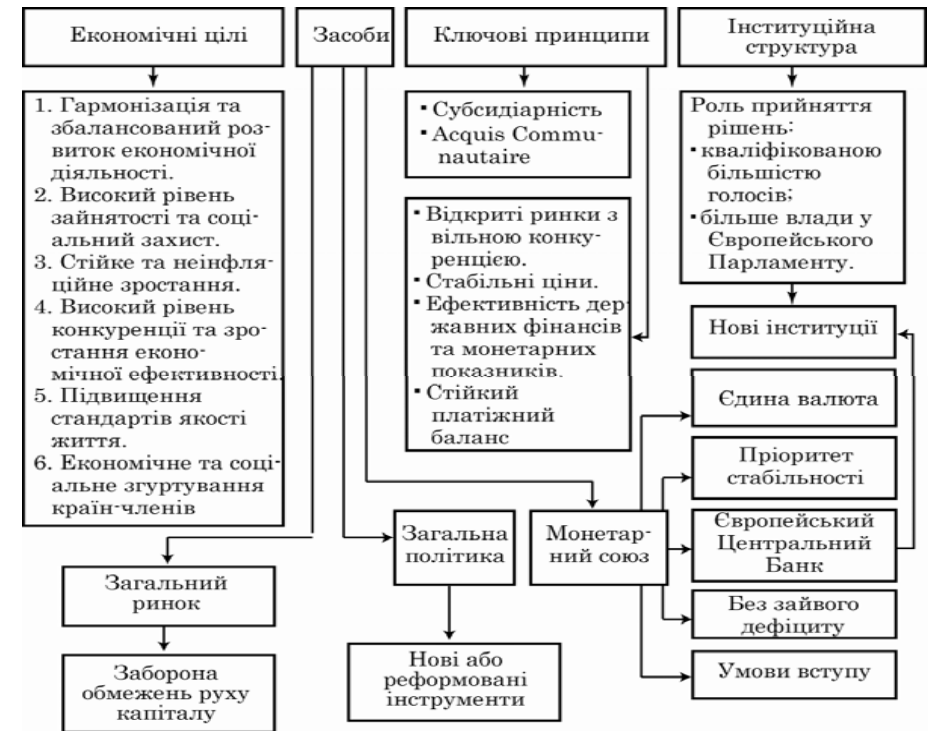 Економічні цілі
Засоби
Ключові принципи
Інституційна
структура
1. Гармонізація та
збалансований роз-
виток економічної
діяльності.
2. Високий рівень
зайнятості та соці-
альний захист.
3. Стійке та неінфля-
ційне зростання.
4. Високий рівень
конкуренції та зро-
стання еконо-
мічної ефективності.
5. Підвищення
стандартів якості
життя.
6. Економічне та соці-
альне згуртування
країн-членів
▪ Субсидіарність
▪ Acquis Commu-
nautaire
▪ Відкриті ринки з
вільною конку-
ренцією.
▪ Стабільні ціни.
▪ Ефективність дер-
жавних фінансів
та монетарних
показників.
▪ Стійкий
платіжний
баланс
Роль прийняття
рішень:
▪ кваліфікованою
більшістю
голосів;
▪ більше влади у
Європейського
Парламенту.
Нові інституції
Єдина валюта
Пріоритет
стабільності
Європейський
Центральний
Банк
Без зайвого
дефіциту
Умови вступу
Загальна
політика
Монетар-
ний союз
Загальний
ринок
Заборона
обмежень руху
капіталу
Нові або
реформовані
інструменти